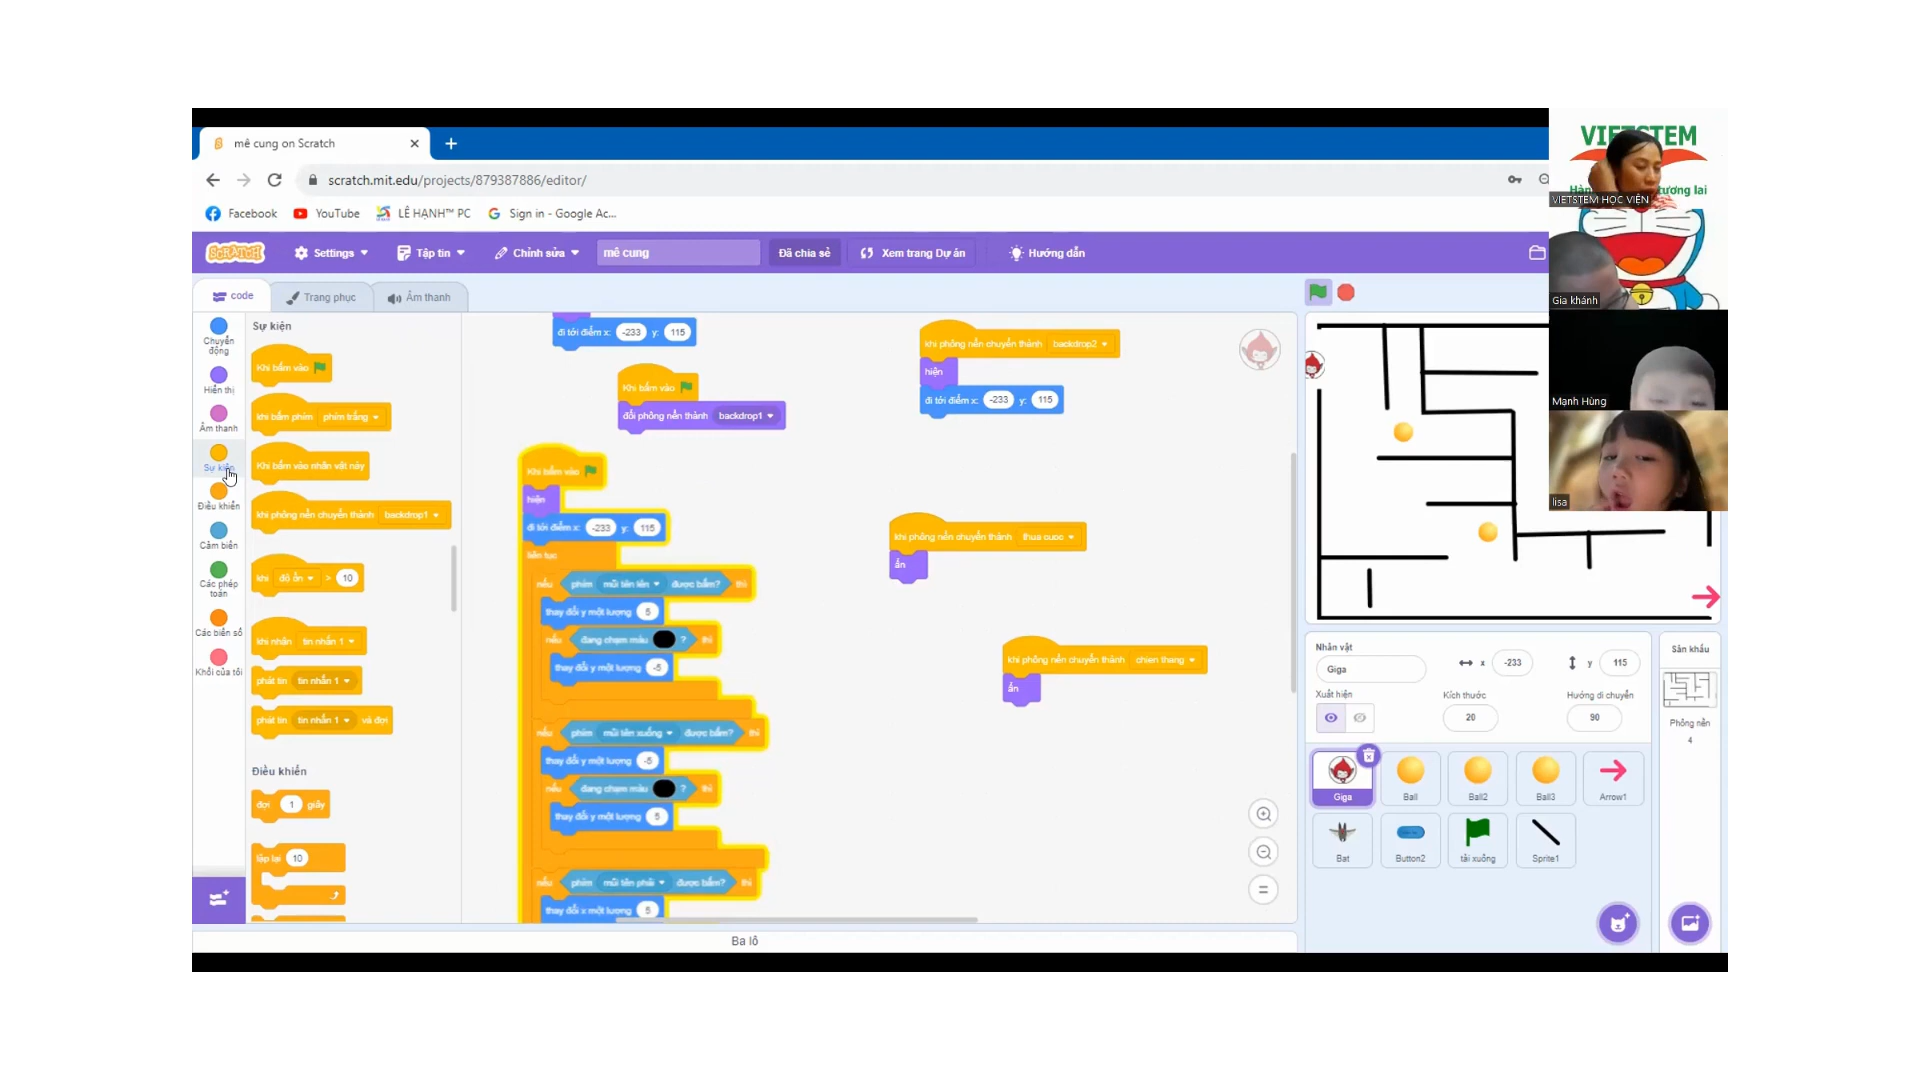 mê cung on Scratch
scratch.mit.edu/projects/879387886/editor/
Facebook YouTube LÊ HẠNH™ PC Sign in - Google Ac...
SCRATCH Settings Tập tin Chỉnh sửa mê cung Đã chia sẻ Xem trang Dự án Hướng dẫn
code Trang phục Âm thanh
Chuyển động
Hiển thị
Âm thanh
Sự kiện
Điều khiển
Cảm biến
Các phép toán
Các biến số
Khối của tôi
Sự kiện
Khi bấm vào
khi bấm phím phím trắng
Khi bấm vào nhân vật này
khi phông nền chuyển thành backdrop1
khi độ ồn > 10
khi nhận tin nhắn 1
phát tin tin nhắn 1
phát tin tin nhắn 1 và đợi
Điều khiển
đợi 1 giây
lặp lại 10
đi tới điểm x: -233 y: 115
Khi bấm vào
đổi phông nền thành backdrop1
Khi bấm vào
hiện
đi tới điểm x: -233 y: 115
liên tục
nếu phím mũi tên lên được bấm? thì
thay đổi y một lượng 5
nếu đang chạm màu ? thì
thay đổi y một lượng -5
nếu phím mũi tên xuống được bấm? thì
thay đổi y một lượng -5
nếu đang chạm màu ? thì
thay đổi y một lượng 5
nếu phím mũi tên phải được bấm? thì
thay đổi x một lượng 5
khi phông nền chuyển thành backdrop2
hiện
đi tới điểm x: -233 y: 115
khi phông nền chuyển thành thua cuoc
ẩn
khi phông nền chuyển thành chien thang
ẩn
Ba lô
Nhân vật
Giga
x -233 y 115
Xuất hiện Kích thước Hướng di chuyển
20 90
Giga Ball Ball2 Ball3 Arrow1
Bat Button2 tải xuống Sprite1
Sân khấu
Phông nền
4
VIETSTEM
tương lai
VIETSTEM HỌC VIỆN
Gia khánh
Mạnh Hùng
lisa